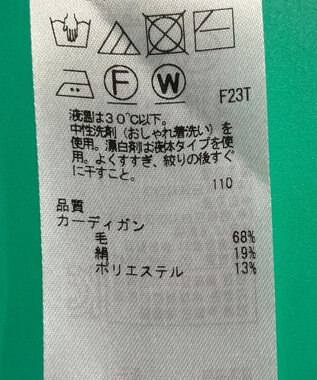 F W F23T
液温は30℃以下。
中性洗剤(おしゃれ着洗い)を
使用。漂白剤は液体タイプを使
用。よくすすぎ、絞りの後すぐ
に干すこと。
110
品質
カーディガン
毛 68%
絹 19%
ポリエステル 13%